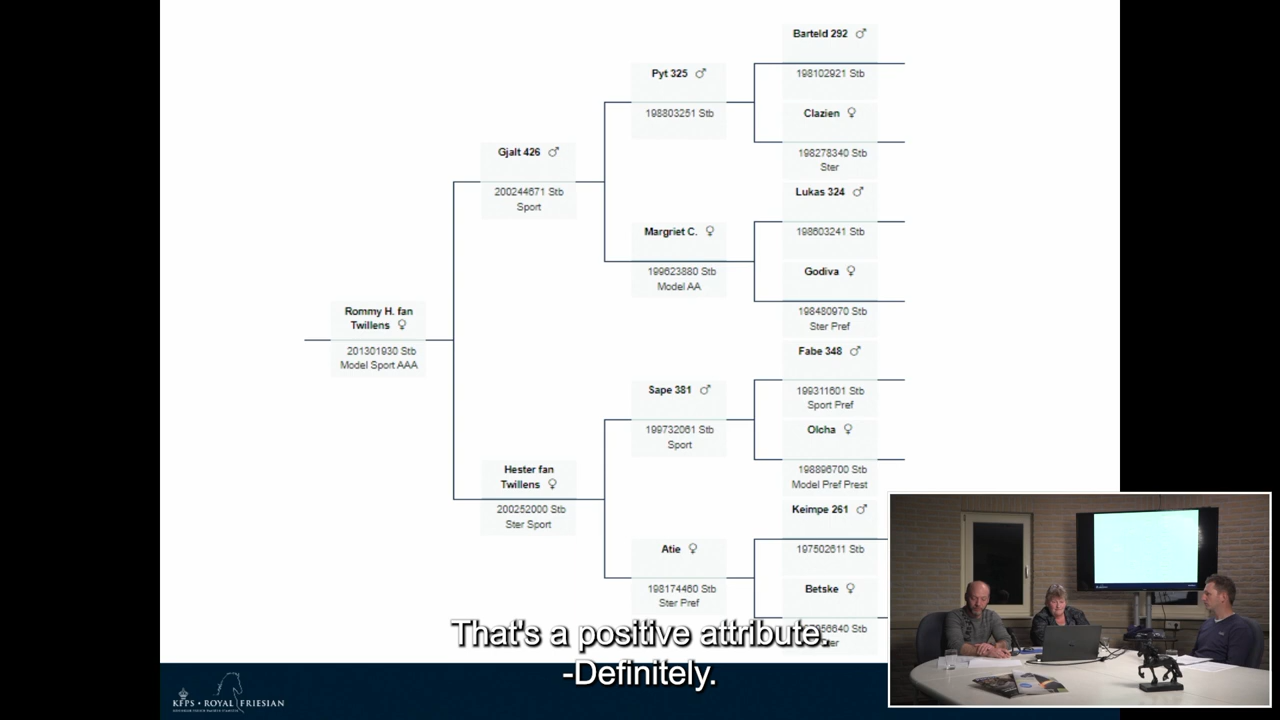 Barteld 292 ♂
198102921 Stb
Pyt 325 ♂
198803251 Stb
Clazien ♀
198278340 Stb
Ster
Gjalt 426 ♂
200244671 Stb
Sport
Lukas 324 ♂
198603241 Stb
Margriet C. ♀
199623880 Stb
Model AA
Godiva ♀
198480970 Stb
Ster Pref
Rommy H. fan
Twillens ♀
201301930 Stb
Model Sport AAA
Fabe 348 ♂
199311601 Stb
Sport Pref
Sape 381 ♂
199732061 Stb
Sport
Olcha ♀
198896700 Stb
Model Pref Prest
Hester fan
Twillens ♀
200252000 Stb
Ster Sport
Keimpe 261 ♂
197502611 Stb
Atie ♀
198174460 Stb
Ster Pref
Betske ♀
That's a positive attribute.
-Definitely.
KFPS • ROYAL FRIESIAN